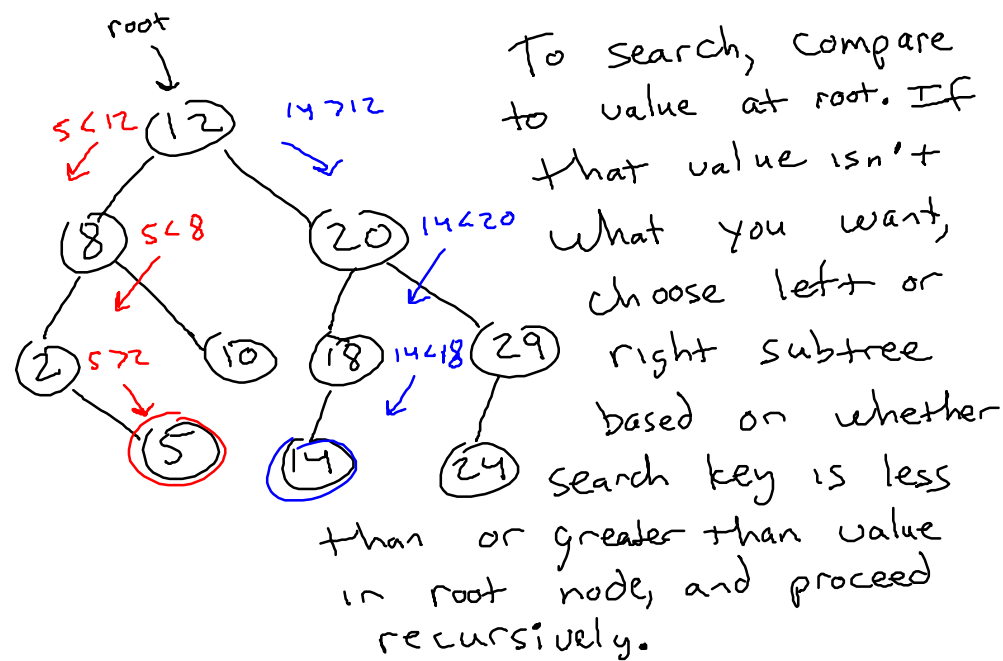 root
12
5<12
14>12
8
5<8
20
14<20
2
5>2
10
18
14<18
29
5
14
24
To search, compare
to value at root. If
that value isn't
what you want,
choose left or
right subtree
based on whether
search key is less
than or greater than value
in root node, and proceed
recursively.